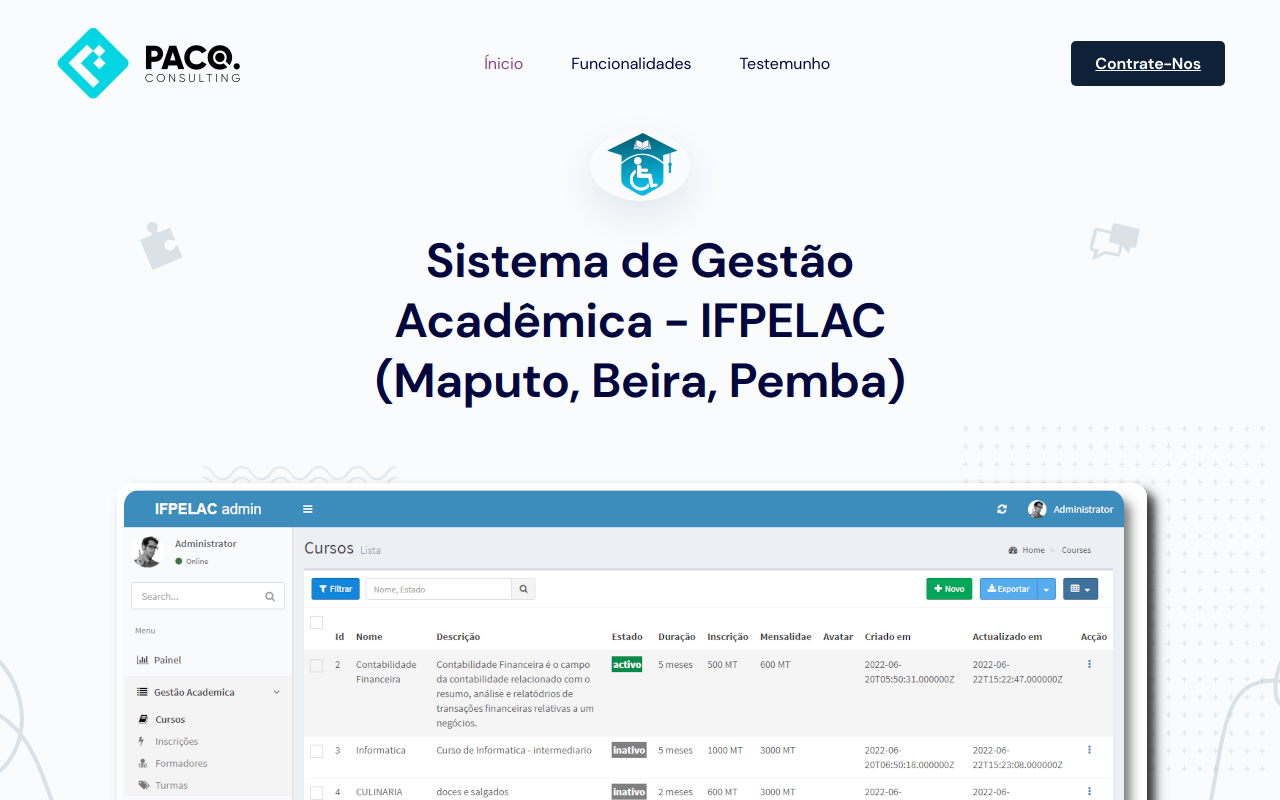 PACO.
CONSULTING
Ínicio
Funcionalidades
Testemunho
Contrate-Nos
Sistema de Gestão
Acadêmica - IFPELAC
(Maputo, Beira, Pemba)
IFPELAC admin
Administrator
Administrator
Online
Search...
Menu
Painel
Gestão Academica
Cursos
Inscrições
Formadores
Turmas
Cursos Lista
Home > Courses
Filtrar
Nome, Estado
Novo
Exportar
Id Nome Descrição Estado Duração Inscrição Mensalidae Avatar Criado em Actualizado em Acção
2 Contabilidade Contabilidade Financeira é o campo activo 5 meses 500 MT 600 MT 2022-06- 2022-06-
Financeira da contabilidade relacionado com o 20T05:50:31.000000Z 22T15:22:47.000000Z
resumo, análise e relatódrios de
transações financeiras relativas a um
negócios.
3 Informatica Curso de Informatica - intermediario inativo 5 meses 1000 MT 3000 MT 2022-06- 2022-06-
20T06:50:18.000000Z 22T15:23:08.000000Z
4 CULINARIA doces e salgados inativo 2 meses 600 MT 3000 MT 2022-06- 2022-06-